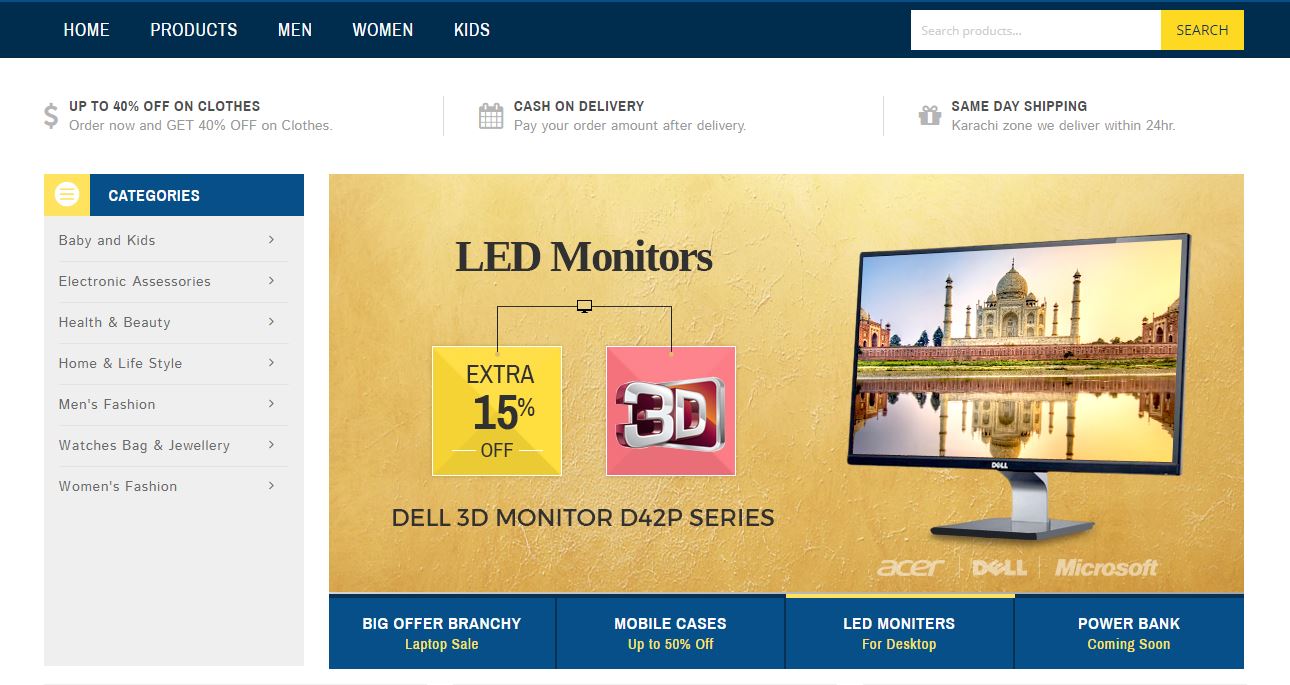 HOME PRODUCTS MEN WOMEN KIDS
Search products...
SEARCH
UP TO 40% OFF ON CLOTHES
Order now and GET 40% OFF on Clothes.
CASH ON DELIVERY
Pay your order amount after delivery.
SAME DAY SHIPPING
Karachi zone we deliver within 24hr.
CATEGORIES
Baby and Kids
Electronic Assessories
Health & Beauty
Home & Life Style
Men's Fashion
Watches Bag & Jewellery
Women's Fashion
LED Monitors
EXTRA
15%
OFF
3D
DELL 3D MONITOR D42P SERIES
DELL
acer DELL Microsoft
BIG OFFER BRANCHY
Laptop Sale
MOBILE CASES
Up to 50% Off
LED MONITERS
For Desktop
POWER BANK
Coming Soon